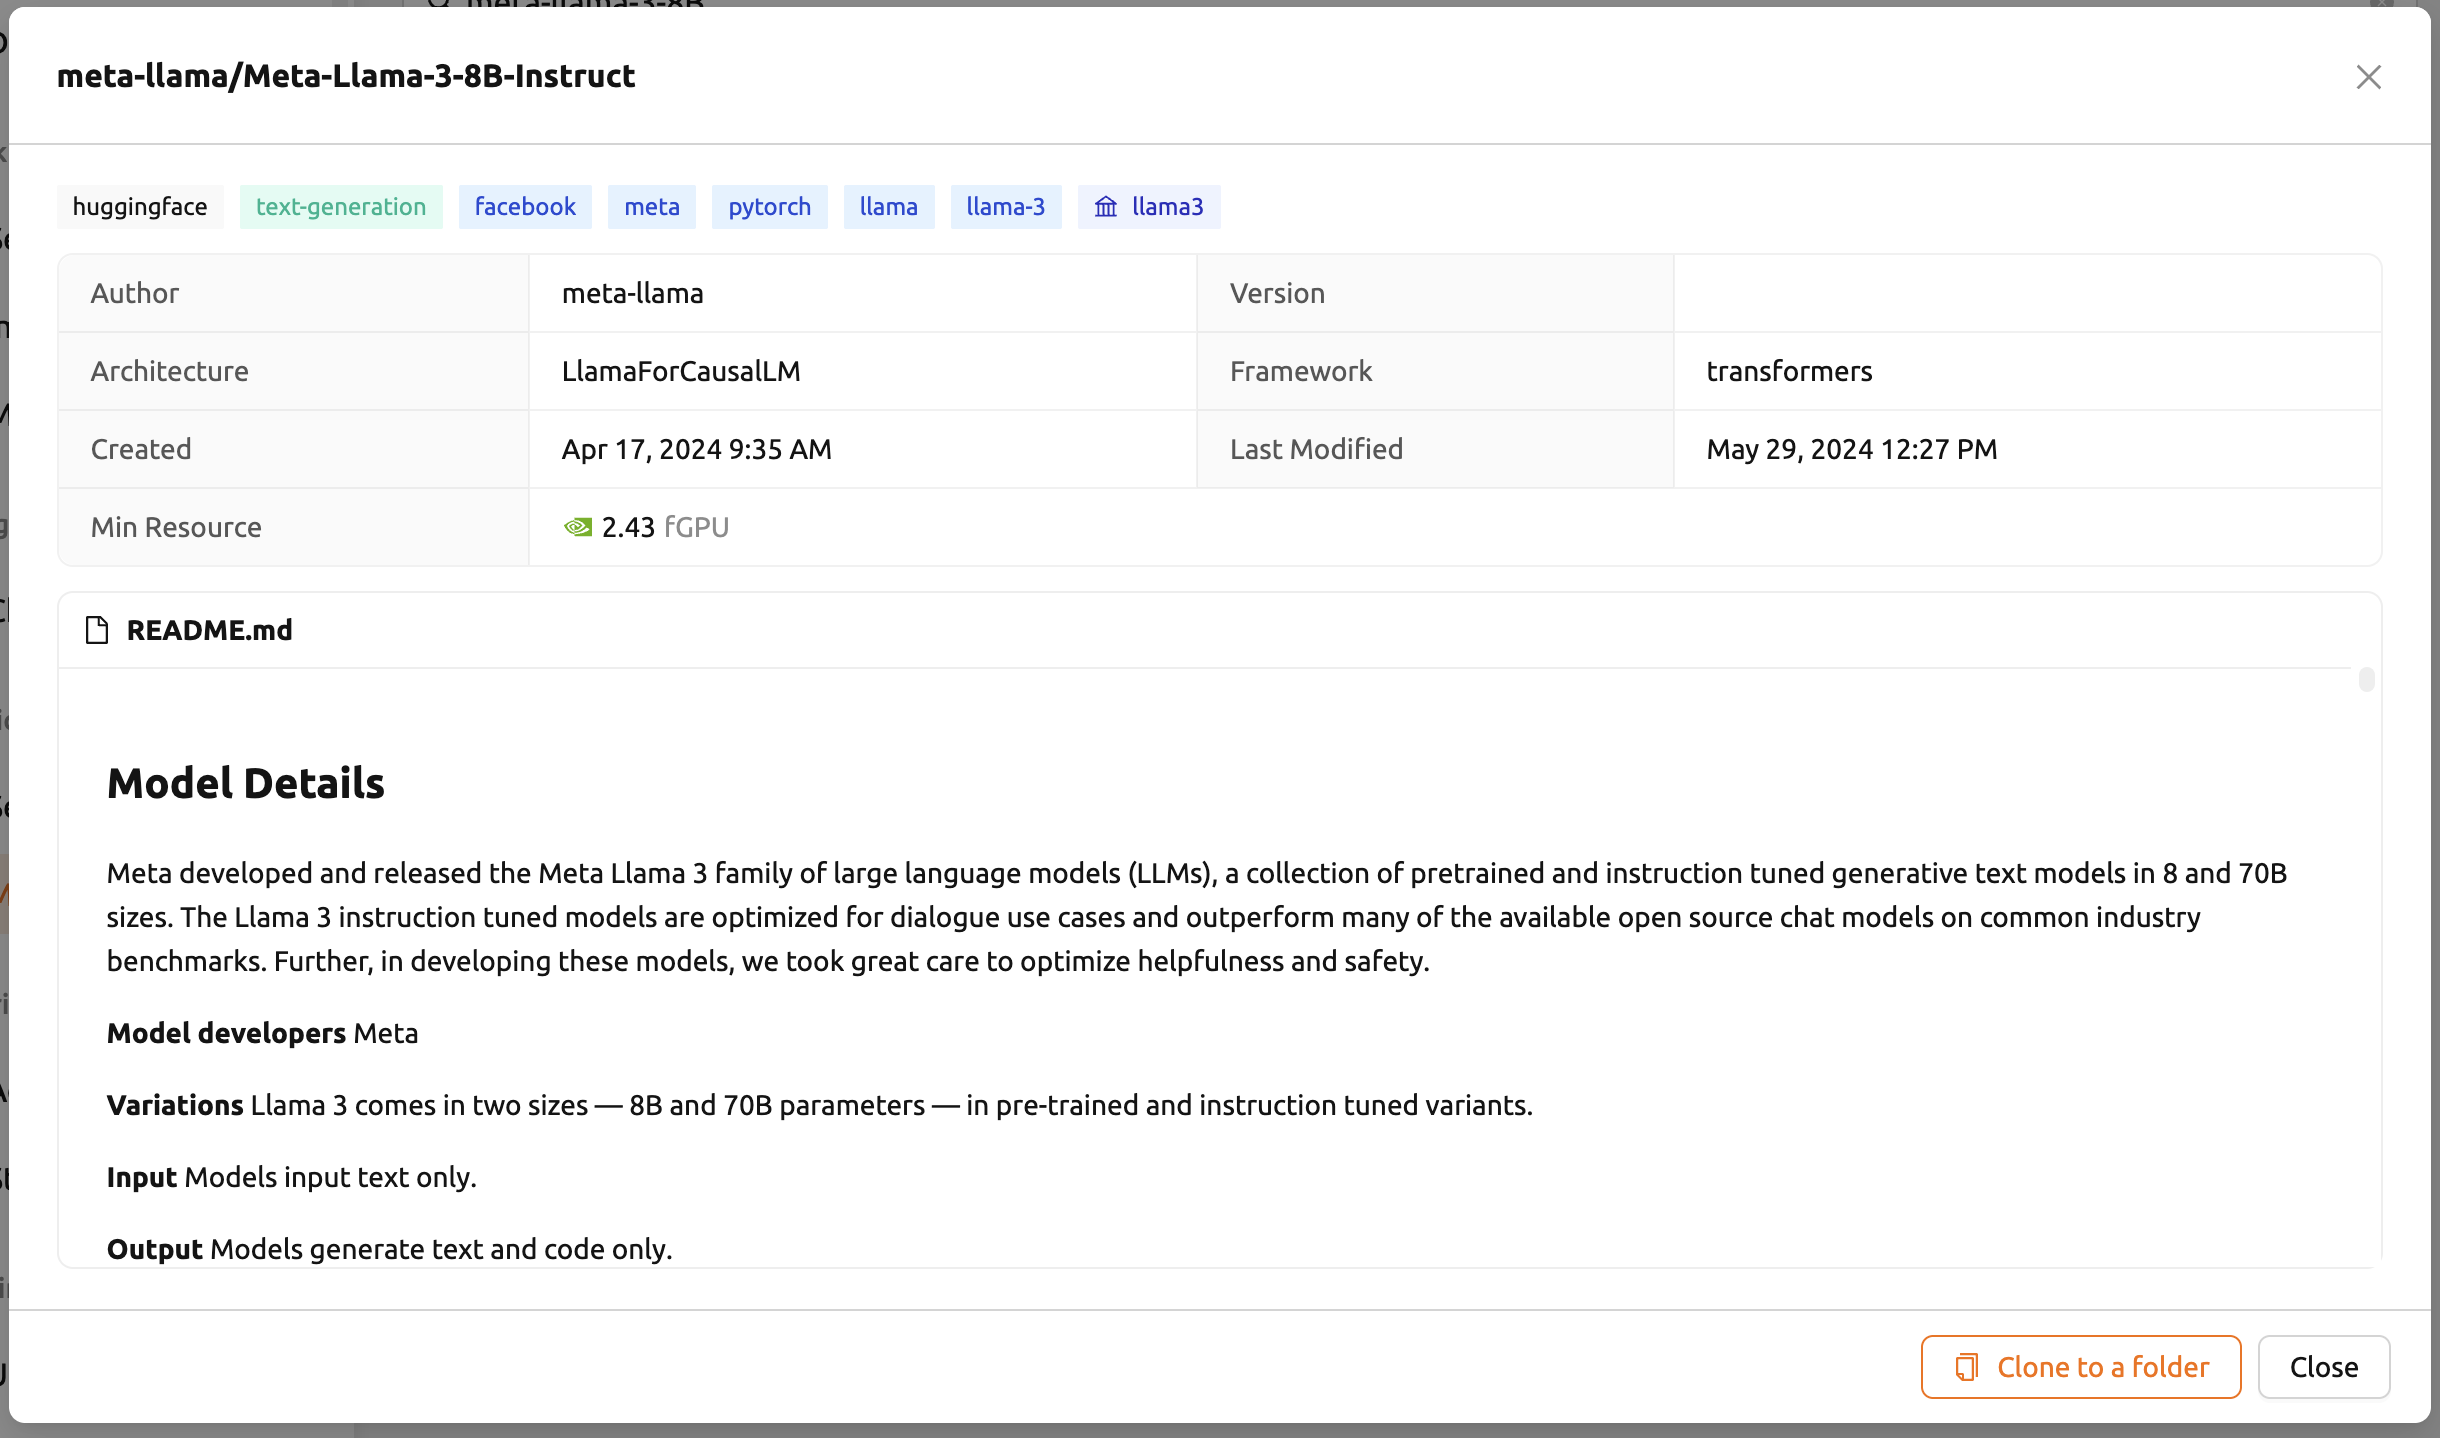 meta-llama/Meta-Llama-3-8B-Instruct
huggingface text-generation facebook meta pytorch llama llama-3 llama3
Author meta-llama Version
Architecture LlamaForCausalLM Framework transformers
Created Apr 17, 2024 9:35 AM Last Modified May 29, 2024 12:27 PM
Min Resource 2.43 fGPU
README.md
Model Details
Meta developed and released the Meta Llama 3 family of large language models (LLMs), a collection of pretrained and instruction tuned generative text models in 8 and 70B
sizes. The Llama 3 instruction tuned models are optimized for dialogue use cases and outperform many of the available open source chat models on common industry
benchmarks. Further, in developing these models, we took great care to optimize helpfulness and safety.
Model developers Meta
Variations Llama 3 comes in two sizes — 8B and 70B parameters — in pre-trained and instruction tuned variants.
Input Models input text only.
Output Models generate text and code only.
Clone to a folder Close